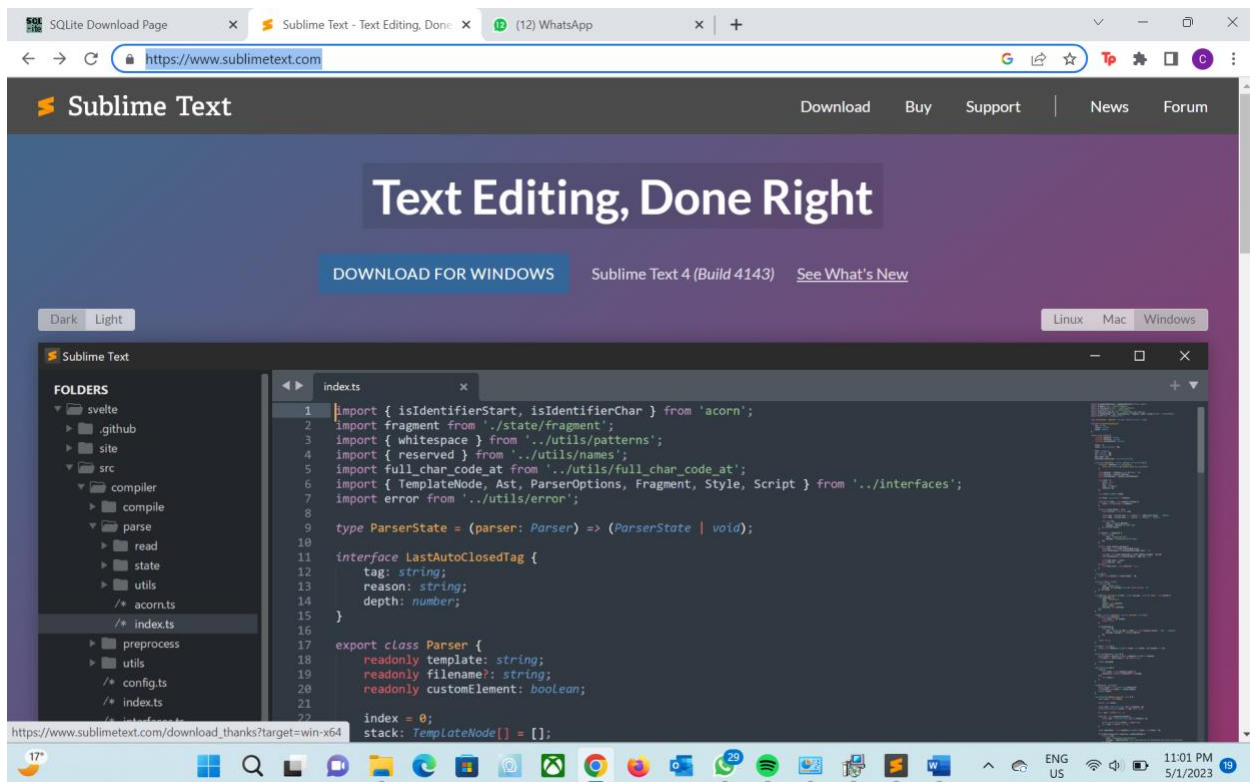 SQLite Download Page
Sublime Text - Text Editing, Done
(12) WhatsApp
https://www.sublimetext.com
Sublime Text
Download Buy Support News Forum
Text Editing, Done Right
DOWNLOAD FOR WINDOWS Sublime Text 4 (Build 4143) See What's New
Dark Light Linux Mac Windows
Sublime Text
FOLDERS
svelte
.github
site
src
compiler
compile
parse
read
state
utils
/* acorn.ts
/* index.ts
preprocess
utils
/* config.ts
/* index.ts
index.ts
1 import { isIdentifierStart, isIdentifierChar } from 'acorn';
2 import fragment from './state/fragment';
3 import { whitespace } from '../utils/patterns';
4 import { reserved } from '../utils/names';
5 import full_char_code_at from '../utils/full_char_code_at';
6 import { TemplateNode, Ast, ParserOptions, Fragment, Style, Script } from '../interfaces';
7 import error from '../utils/error';
8
9 type ParserState = (parser: Parser) => (ParserState | void);
10
11 interface LastAutoClosedTag {
12 tag: string;
13 reason: string;
14 depth: number;
15 }
16
17 export class Parser {
18 readonly template: string;
19 readonly filename?: string;
20 readonly customElement: boolean;
21
22 index = 0;
stack: TemplateNode[] = [];
https://www.sublimetext.com/download_thanks?target=win-x64
17°
29
ENG
US
11:01 PM
5/1/2023
19